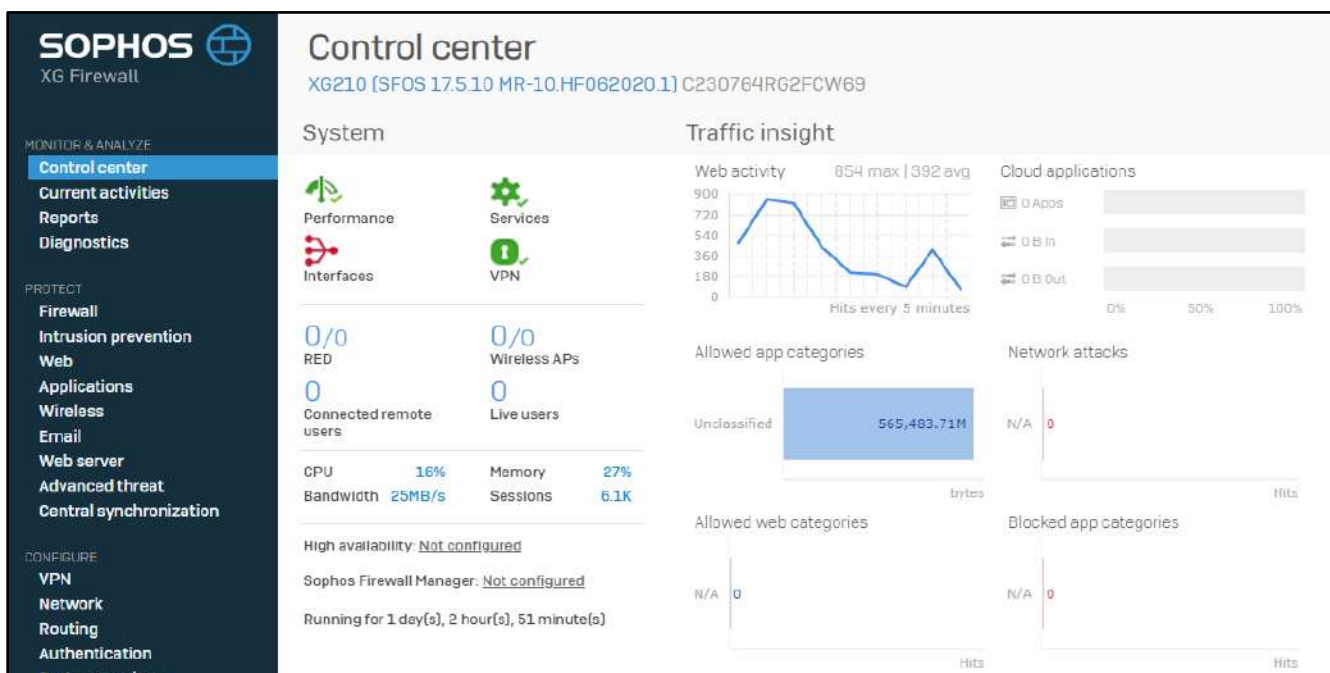 SOPHOS
XG Firewall
MONITOR & ANALYZE
Control center
Current activities
Reports
Diagnostics
PROTECT
Firewall
Intrusion prevention
Web
Applications
Wireless
Email
Web server
Advanced threat
Central synchronization
CONFIGURE
VPN
Network
Routing
Authentication
Control center
XG210 (SFOS 17.5.10 MR-10.HF062020.1) C230764RG2FCW69
System
Performance
Services
Interfaces
VPN
0/0
RED
0/0
Wireless APs
0
Connected remote
users
0
Live users
CPU 16% Memory 27%
Bandwidth 25MB/s Sessions 6.1K
High availability: Not configured
Sophos Firewall Manager: Not configured
Running for 1 day(s), 2 hour(s), 51 minute(s)
Traffic insight
Web activity 854 max | 392 avg
900
720
540
360
180
0
Hits every 5 minutes
Cloud applications
0 Apps
0 B In
0 B Out
0% 50% 100%
Allowed app categories
Unclassified 565,483.71M
bytes
Network attacks
N/A 0
Hits
Allowed web categories
N/A 0
Hits
Blocked app categories
N/A 0
Hits